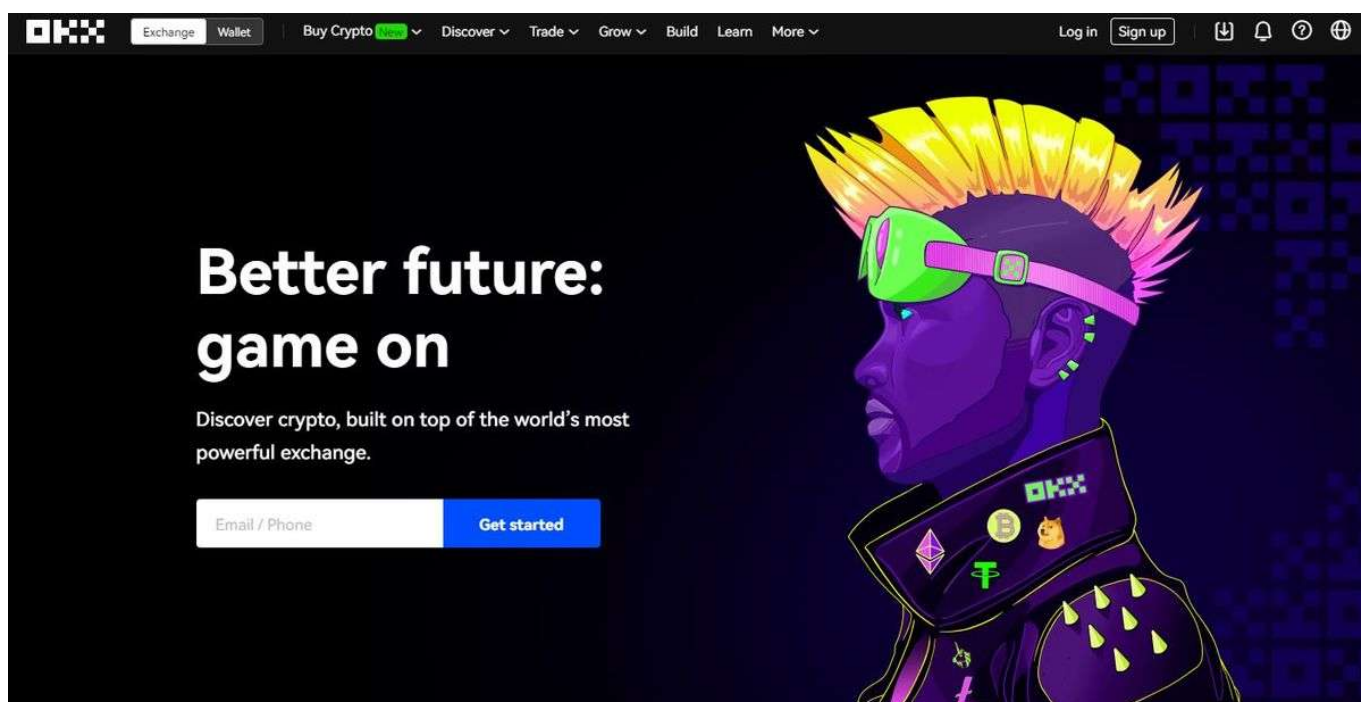 OKX
Exchange Wallet Buy Crypto New Discover Trade Grow Build Learn More Log in Sign up
Better future:
game on
Discover crypto, built on top of the world’s most
powerful exchange.
Email / Phone Get started
OKX